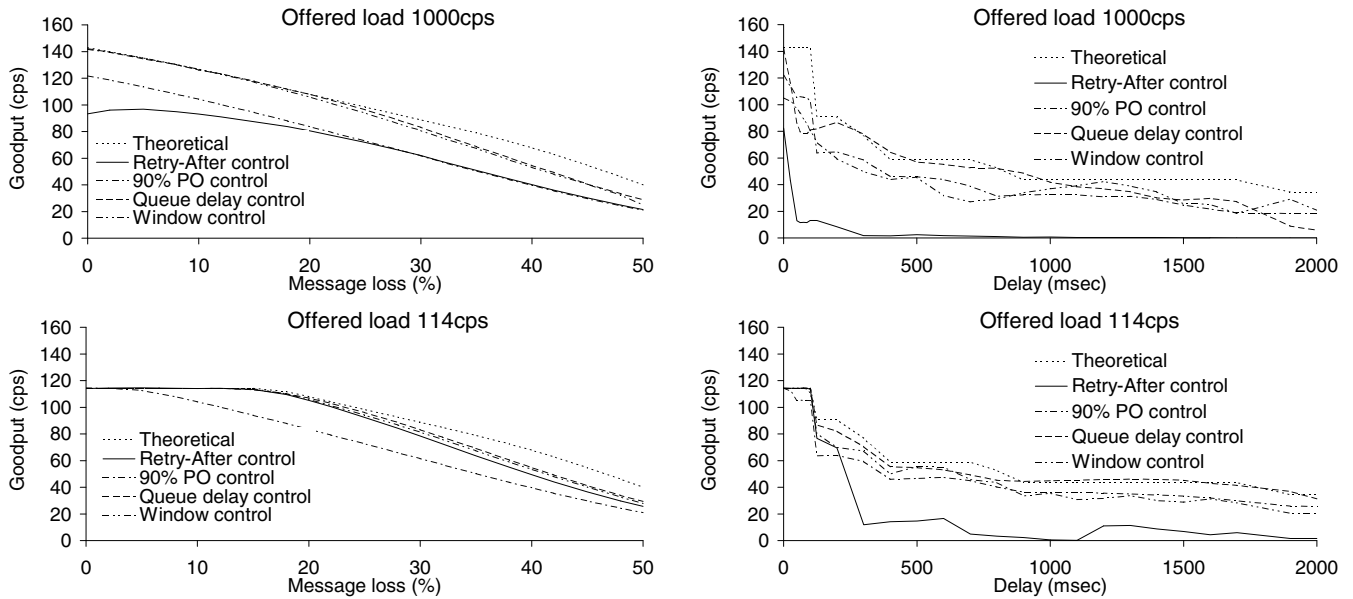 Offered load 1000cps
160
140
120
100
80
60
40
20
0
Goodput (cps)
Theoretical
Retry-After control
90% PO control
Queue delay control
Window control
0 10 20 30 40 50
Message loss (%)
Offered load 1000cps
160
140
120
100
80
60
40
20
0
Goodput (cps)
Theoretical
Retry-After control
90% PO control
Queue delay control
Window control
0 500 1000 1500 2000
Delay (msec)
Offered load 114cps
160
140
120
100
80
60
40
20
0
Goodput (cps)
Theoretical
Retry-After control
90% PO control
Queue delay control
Window control
0 10 20 30 40 50
Message loss (%)
Offered load 114cps
160
140
120
100
80
60
40
20
0
Goodput (cps)
Theoretical
Retry-After control
90% PO control
Queue delay control
Window control
0 500 1000 1500 2000
Delay (msec)